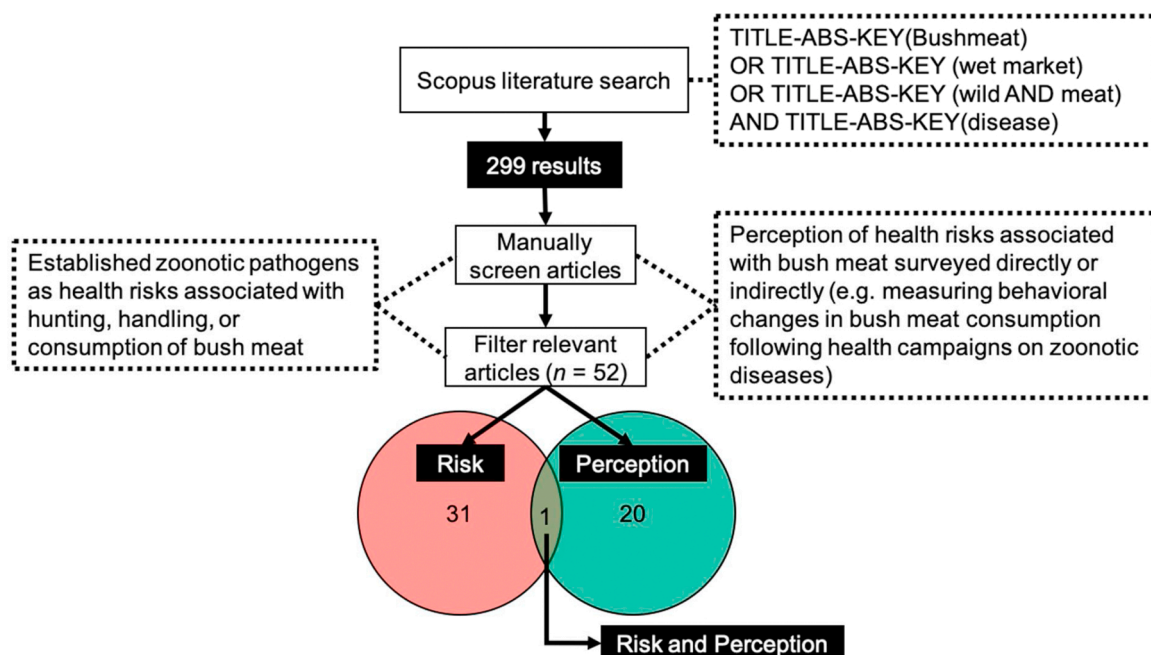 Scopus literature search
TITLE-ABS-KEY(Bushmeat)
OR TITLE-ABS-KEY (wet market)
OR TITLE-ABS-KEY (wild AND meat)
AND TITLE-ABS-KEY(disease)
299 results
Manually
screen articles
Established zoonotic pathogens
as health risks associated with
hunting, handling, or
consumption of bush meat
Perception of health risks associated
with bush meat surveyed directly or
indirectly (e.g. measuring behavioral
changes in bush meat consumption
following health campaigns on zoonotic
diseases)
Filter relevant
articles (n = 52)
Risk
Perception
31
1
20
Risk and Perception